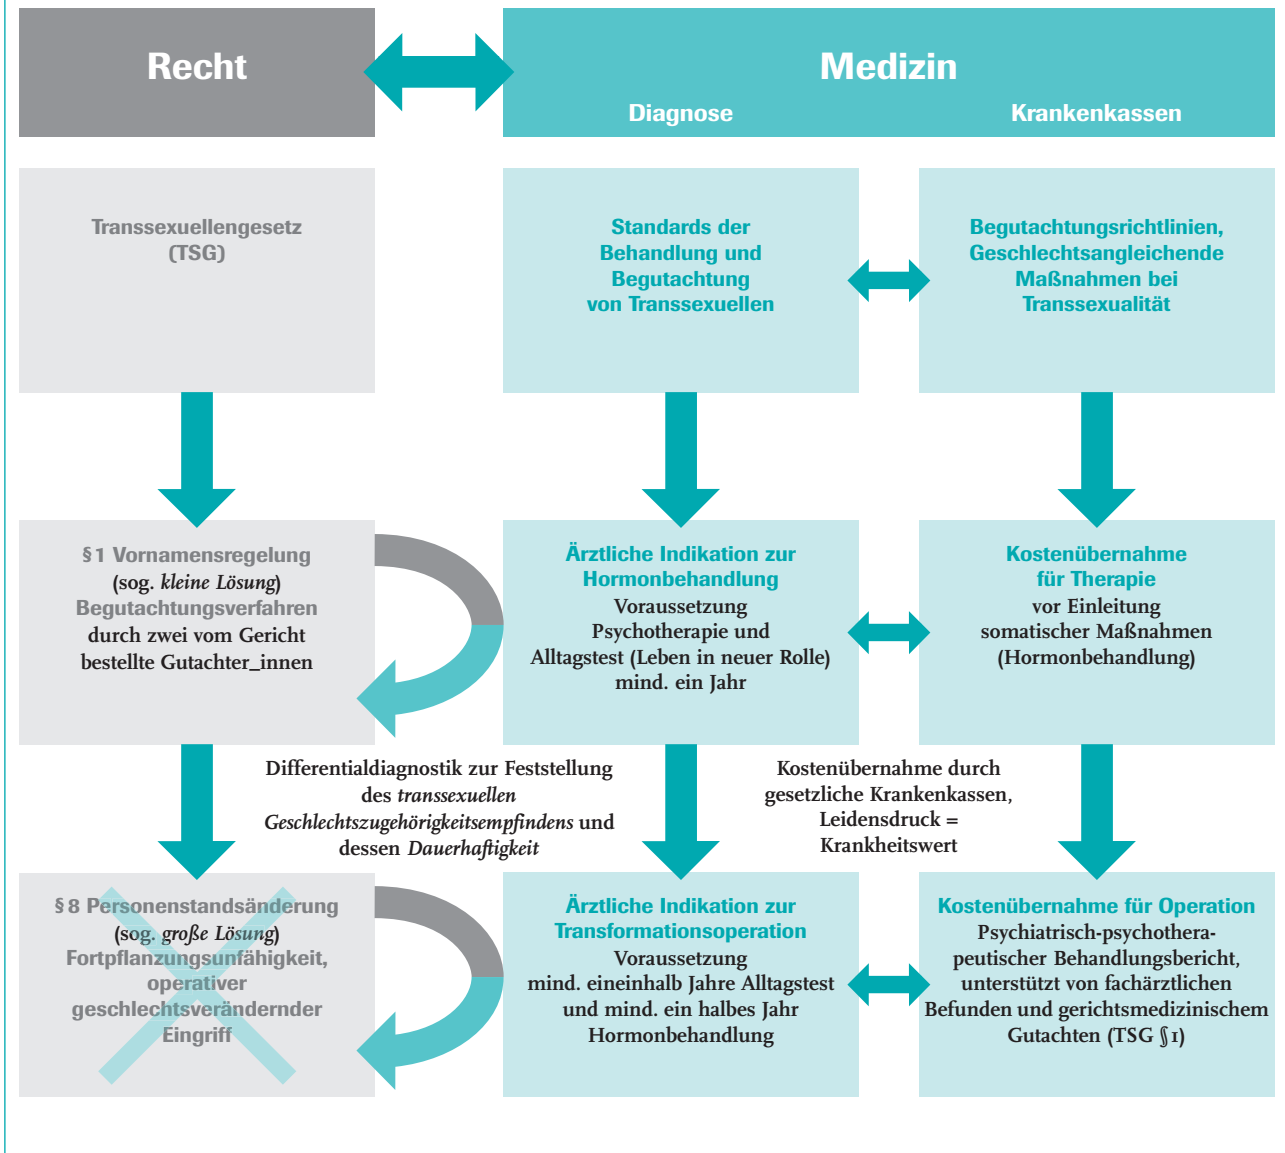 Recht
Medizin
Diagnose
Krankenkassen
Transsexuellengesetz
(TSG)
Standards der
Behandlung und
Begutachtung
von Transsexuellen
Begutachtungsrichtlinien,
Geschlechtsangleichende
Maßnahmen bei
Transsexualität
§ 1 Vornamensregelung
(sog. kleine Lösung)
Begutachtungsverfahren
durch zwei vom Gericht
bestellte Gutachter_innen
Ärztliche Indikation zur
Hormonbehandlung
Voraussetzung
Psychotherapie und
Alltagstest (Leben in neuer Rolle)
mind. ein Jahr
Kostenübernahme
für Therapie
vor Einleitung
somatischer Maßnahmen
(Hormonbehandlung)
Differentialdiagnostik zur Feststellung
des transsexuellen
Geschlechtszugehörigkeitsempfindens und
dessen Dauerhaftigkeit
Kostenübernahme durch
gesetzliche Krankenkassen,
Leidensdruck =
Krankheitswert
§ 8 Personenstandsänderung
(sog. große Lösung)
Fortpflanzungsunfähigkeit,
operativer
geschlechtsverändernder
Eingriff
Ärztliche Indikation zur
Transformationsoperation
Voraussetzung
mind. eineinhalb Jahre Alltagstest
und mind. ein halbes Jahr
Hormonbehandlung
Kostenübernahme für Operation
Psychiatrisch-psychothera-
peutischer Behandlungsbericht,
unterstützt von fachärztlichen
Befunden und gerichtsmedizinischem
Gutachten (TSG § 1)